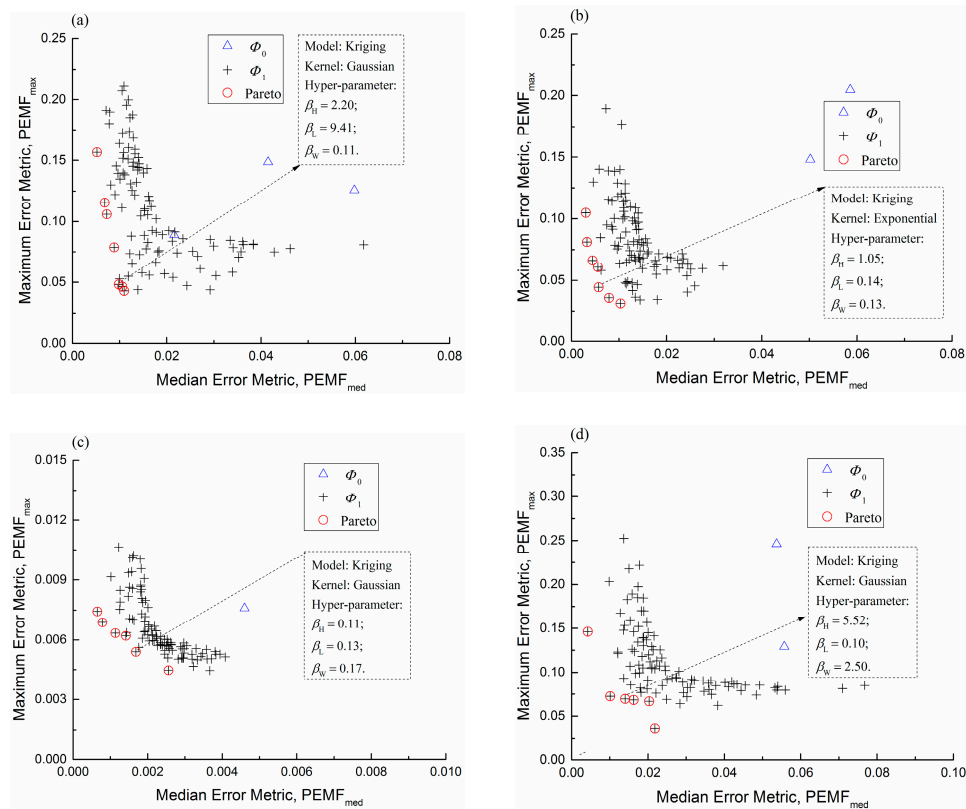 (a)
Maximum Error Metric, PEMFmax
0.25
0.20
0.15
0.10
0.05
0.00
0.00 0.02 0.04 0.06 0.08
Median Error Metric, PEMFmed
Φ0
Φ1
Pareto
Model: Kriging
Kernel: Gaussian
Hyper-parameter:
βH = 2.20;
βL = 9.41;
βW = 0.11.
(b)
Maximum Error Metric, PEMFmax
0.25
0.20
0.15
0.10
0.05
0.00
0.00 0.02 0.04 0.06 0.08
Median Error Metric, PEMFmed
Φ0
Φ1
Pareto
Model: Kriging
Kernel: Exponential
Hyper-parameter:
βH = 1.05;
βL = 0.14;
βW = 0.13.
(c)
Maximum Error Metric, PEMFmax
0.015
0.012
0.009
0.006
0.004
0.000
0.000 0.002 0.004 0.006 0.008 0.010
Median Error Metric, PEMFmed
Φ0
Φ1
Pareto
Model: Kriging
Kernel: Gaussian
Hyper-parameter:
βH = 0.11;
βL = 0.13;
βW = 0.17.
(d)
Maximum Error Metric, PEMFmax
0.35
0.30
0.25
0.20
0.15
0.10
0.05
0.00
0.00 0.02 0.04 0.06 0.08 0.10
Median Error Metric, PEMFmed
Φ0
Φ1
Pareto
Model: Kriging
Kernel: Gaussian
Hyper-parameter:
βH = 5.52;
βL = 0.10;
βW = 2.50.